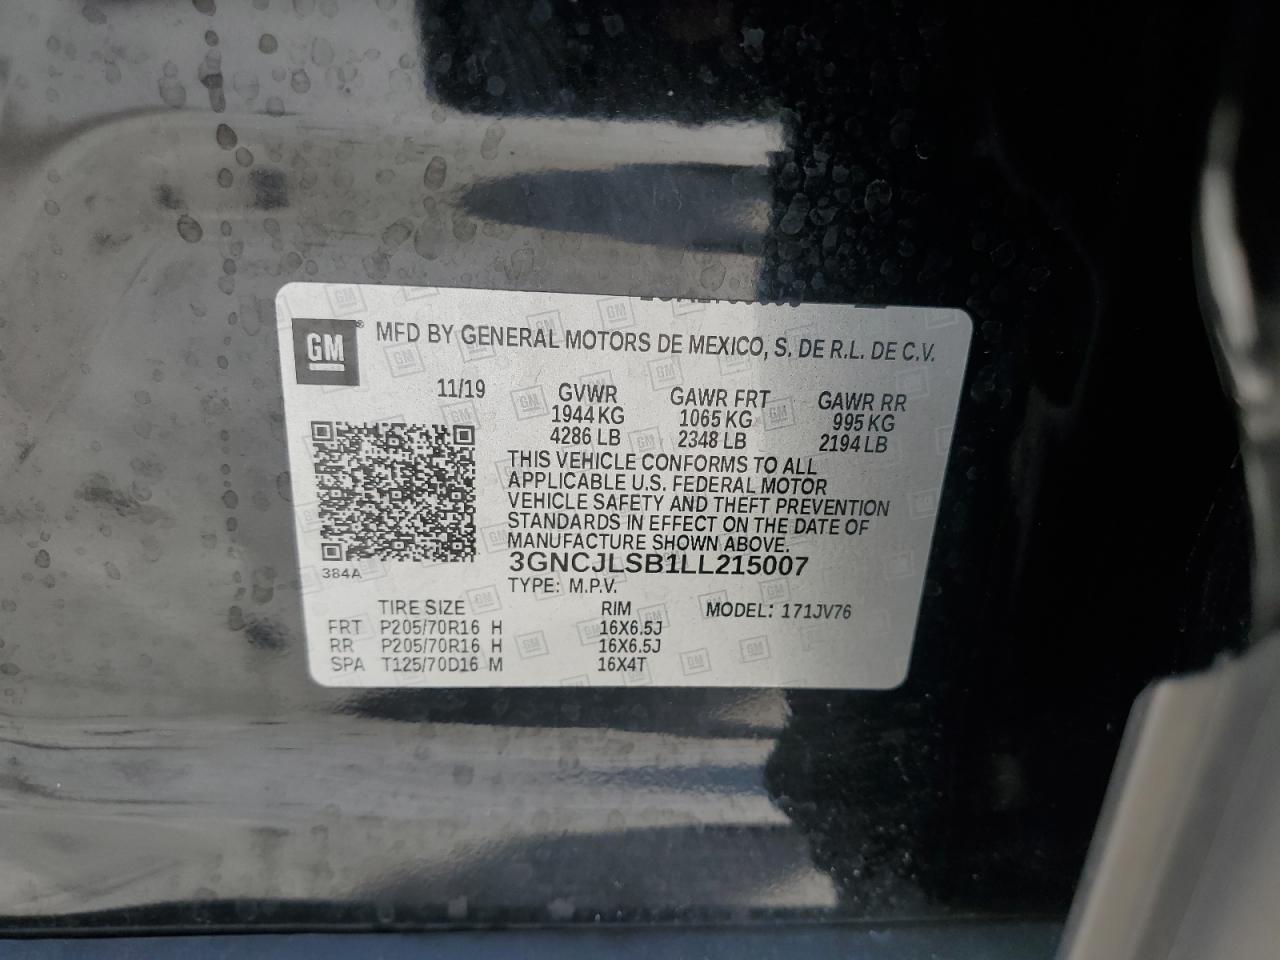 GM
MFD BY GENERAL MOTORS DE MEXICO, S. DE R.L. DE C.V.
11/19
GVWR GAWR FRT GAWR RR
1944 KG 1065 KG 995 KG
4286 LB 2348 LB 2194 LB
THIS VEHICLE CONFORMS TO ALL
APPLICABLE U.S. FEDERAL MOTOR
VEHICLE SAFETY AND THEFT PREVENTION
STANDARDS IN EFFECT ON THE DATE OF
MANUFACTURE SHOWN ABOVE.
3GNCJLSB1LL215007
384A
TYPE: M.P.V.
TIRE SIZE RIM MODEL: 171JV76
FRT P205/70R16 H 16X6.5J
RR P205/70R16 H 16X6.5J
SPA T125/70D16 M 16X4T